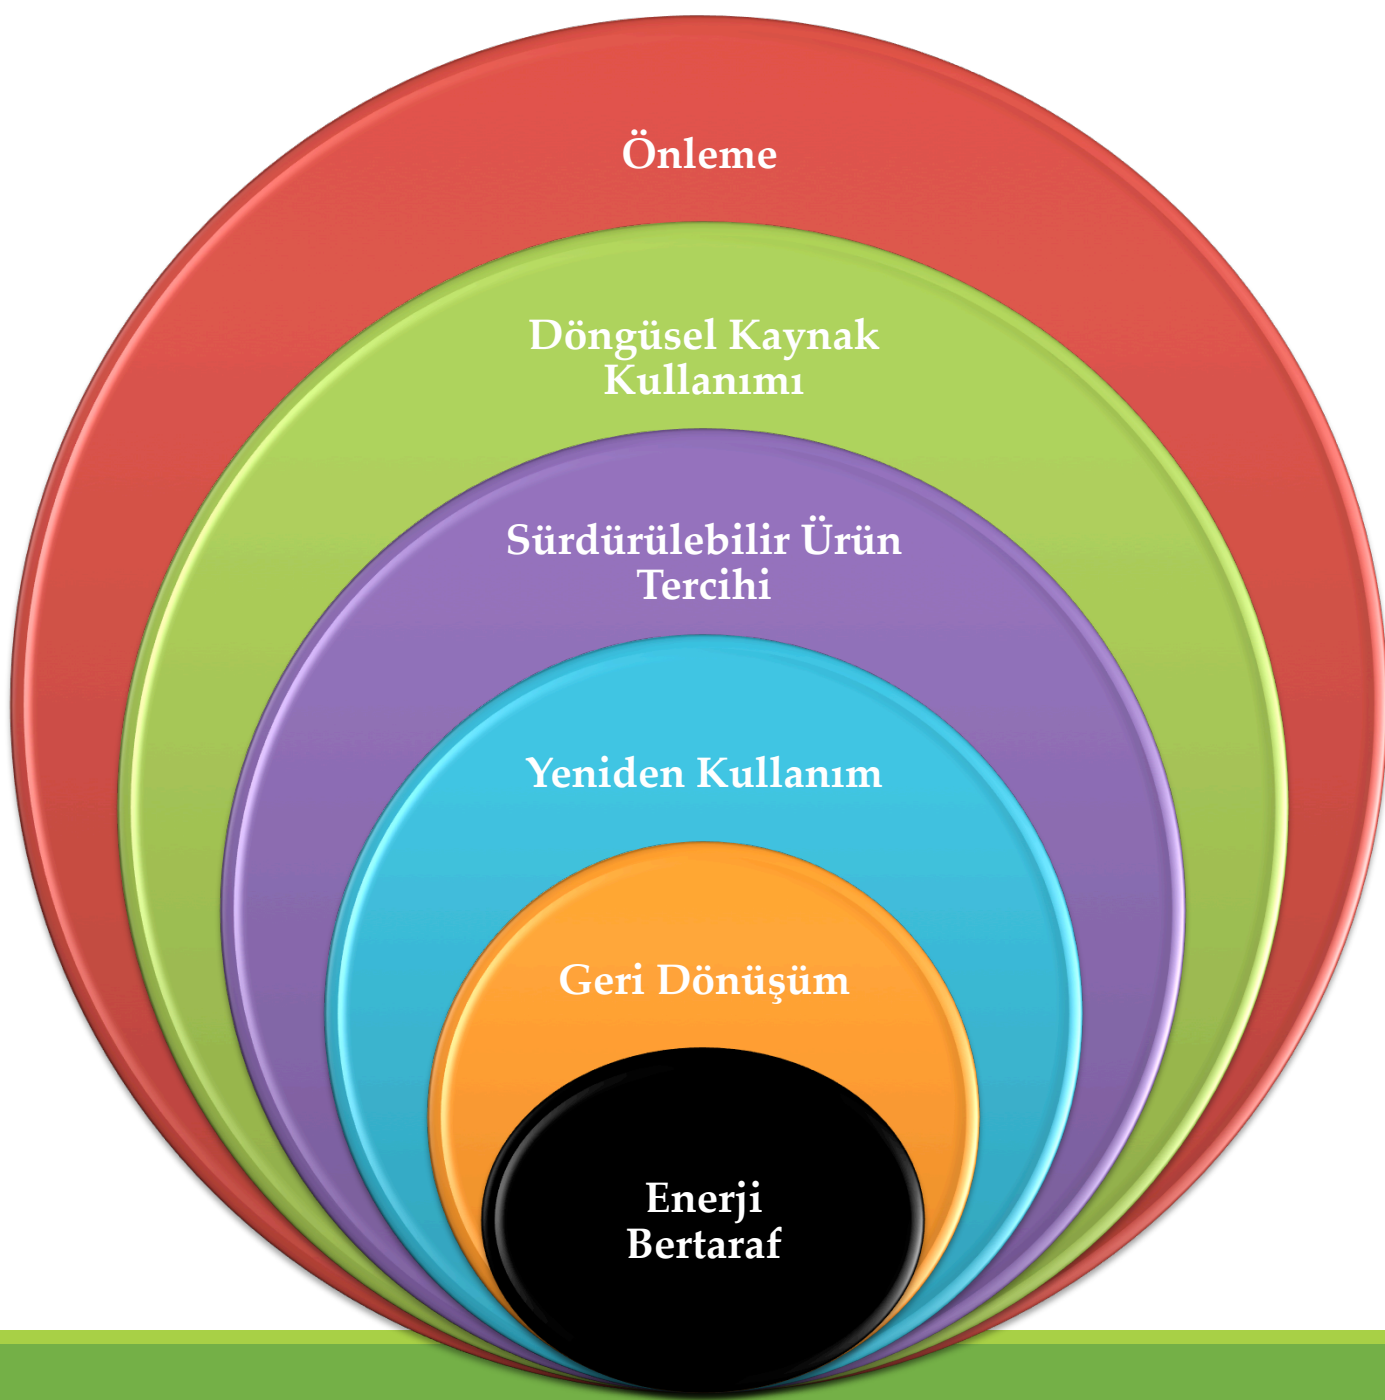 Önleme
Döngüsel Kaynak
Kullanımı
Sürdürülebilir Ürün
Tercihi
Yeniden Kullanım
Geri Dönüşüm
Enerji
Bertaraf